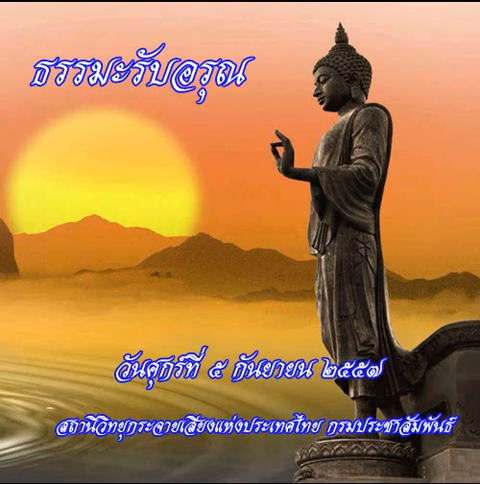 ธรรมะรับอรุณ
วันศุกร์ที่ ๕ กันยายน ๒๕๕๗
สถานีวิทยุกระจายเสียงแห่งประเทศไทย กรมประชาสัมพันธ์